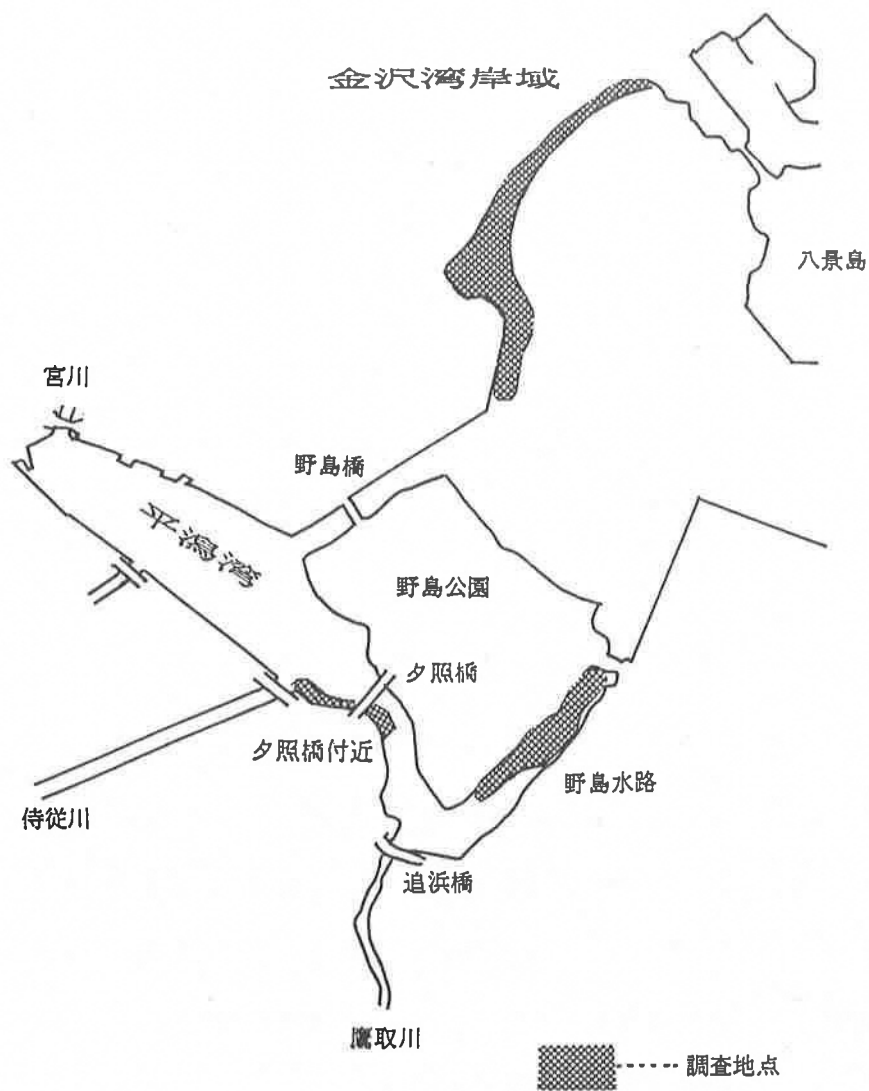 金沢湾岸域
八景島
宮川
野島橋
平潟湾
野島公園
夕照橋
夕照橋付近
野島水路
侍従川
追浜橋
鷹取川
調査地点